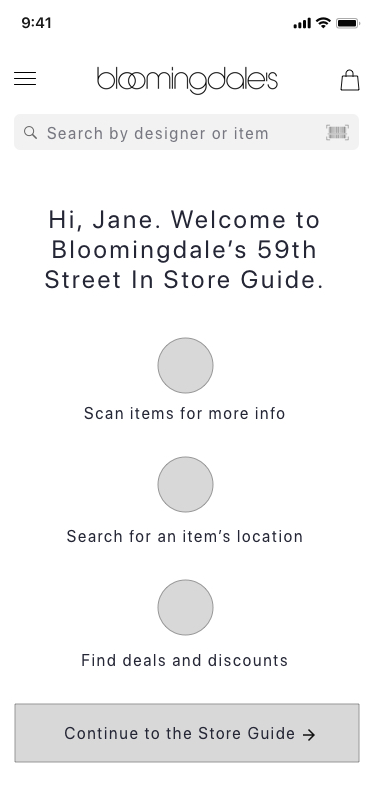 9:41
bloomingdale's
Search by designer or item
Hi, Jane. Welcome to
Bloomingdale’s 59th
Street In Store Guide.
Scan items for more info
Search for an item’s location
Find deals and discounts
Continue to the Store Guide →